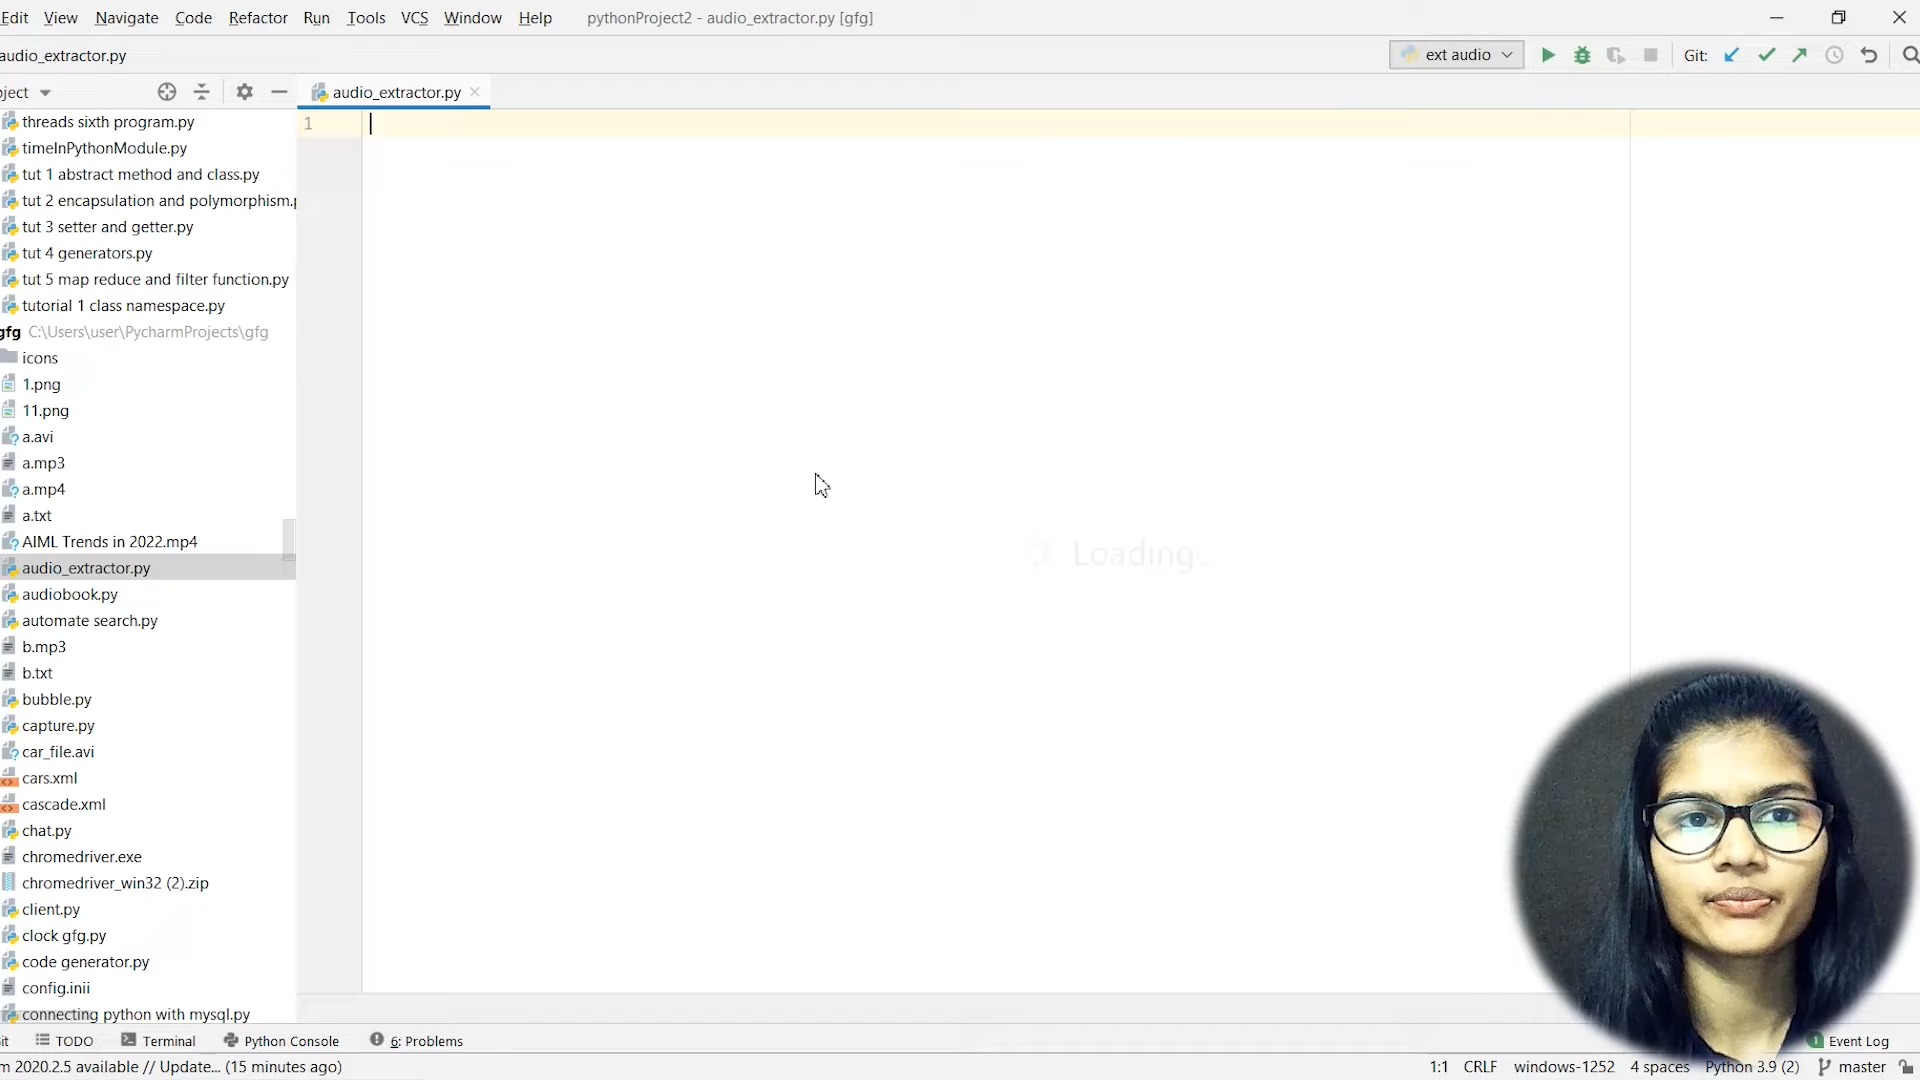 Edit View Navigate Code Refactor Run Tools VCS Window Help pythonProject2 - audio_extractor.py [gfg]
audio_extractor.py
ext audio
Git:
ject
audio_extractor.py
threads sixth program.py
timeInPythonModule.py
tut 1 abstract method and class.py
tut 2 encapsulation and polymorphism.p
tut 3 setter and getter.py
tut 4 generators.py
tut 5 map reduce and filter function.py
tutorial 1 class namespace.py
gfg C:\Users\user\PycharmProjects\gfg
icons
1.png
11.png
a.avi
a.mp3
a.mp4
a.txt
AIML Trends in 2022.mp4
audio_extractor.py
audiobook.py
automate search.py
b.mp3
b.txt
bubble.py
capture.py
car_file.avi
cars.xml
cascade.xml
chat.py
chromedriver.exe
chromedriver_win32 (2).zip
client.py
clock gfg.py
code generator.py
config.inii
connecting python with mysql.py
1
Loading...
it TODO Terminal Python Console 6: Problems
1 Event Log
m 2020.2.5 available // Update... (15 minutes ago)
1:1 CRLF windows-1252 4 spaces Python 3.9 (2) master